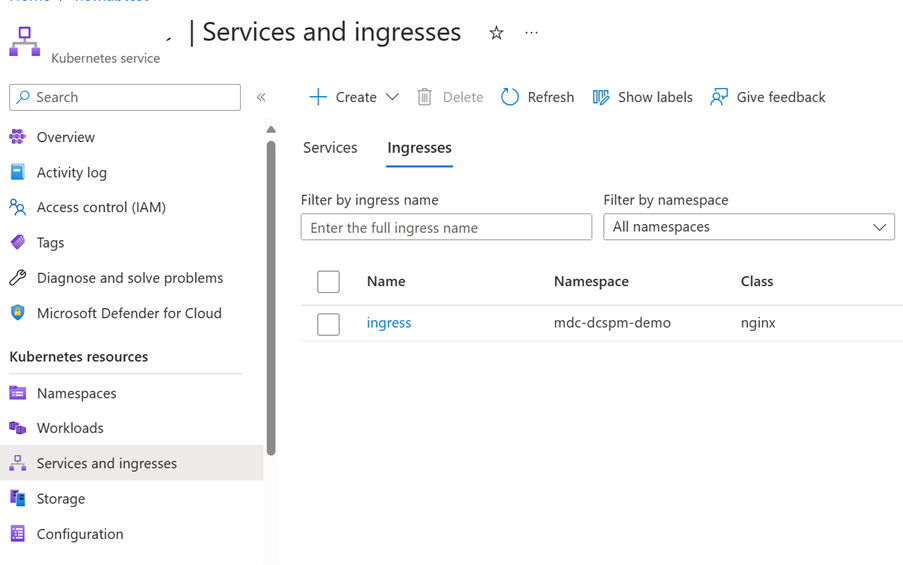 | Services and ingresses
Kubernetes service
Search
Create
Delete
Refresh
Show labels
Give feedback
Overview
Activity log
Access control (IAM)
Tags
Diagnose and solve problems
Microsoft Defender for Cloud
Kubernetes resources
Namespaces
Workloads
Services and ingresses
Storage
Configuration
Services
Ingresses
Filter by ingress name
Filter by namespace
Enter the full ingress name
All namespaces
Name
Namespace
Class
ingress
mdc-dcspm-demo
nginx